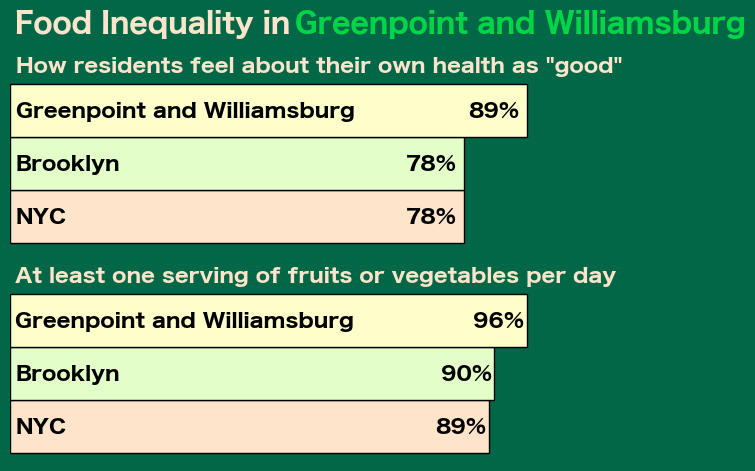 Food Inequality in Greenpoint and Williamsburg
How residents feel about their own health as "good"
Greenpoint and Williamsburg 89%
Brooklyn 78%
NYC 78%
At least one serving of fruits or vegetables per day
Greenpoint and Williamsburg 96%
Brooklyn 90%
NYC 89%